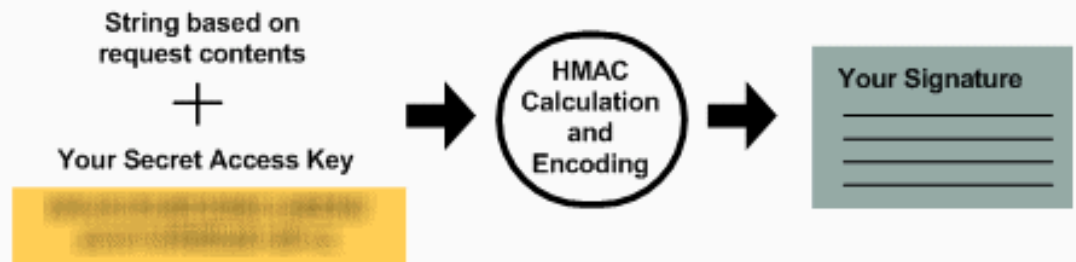 String based on
request contents
+
Your Secret Access Key
HMAC
Calculation
and
Encoding
Your Signature